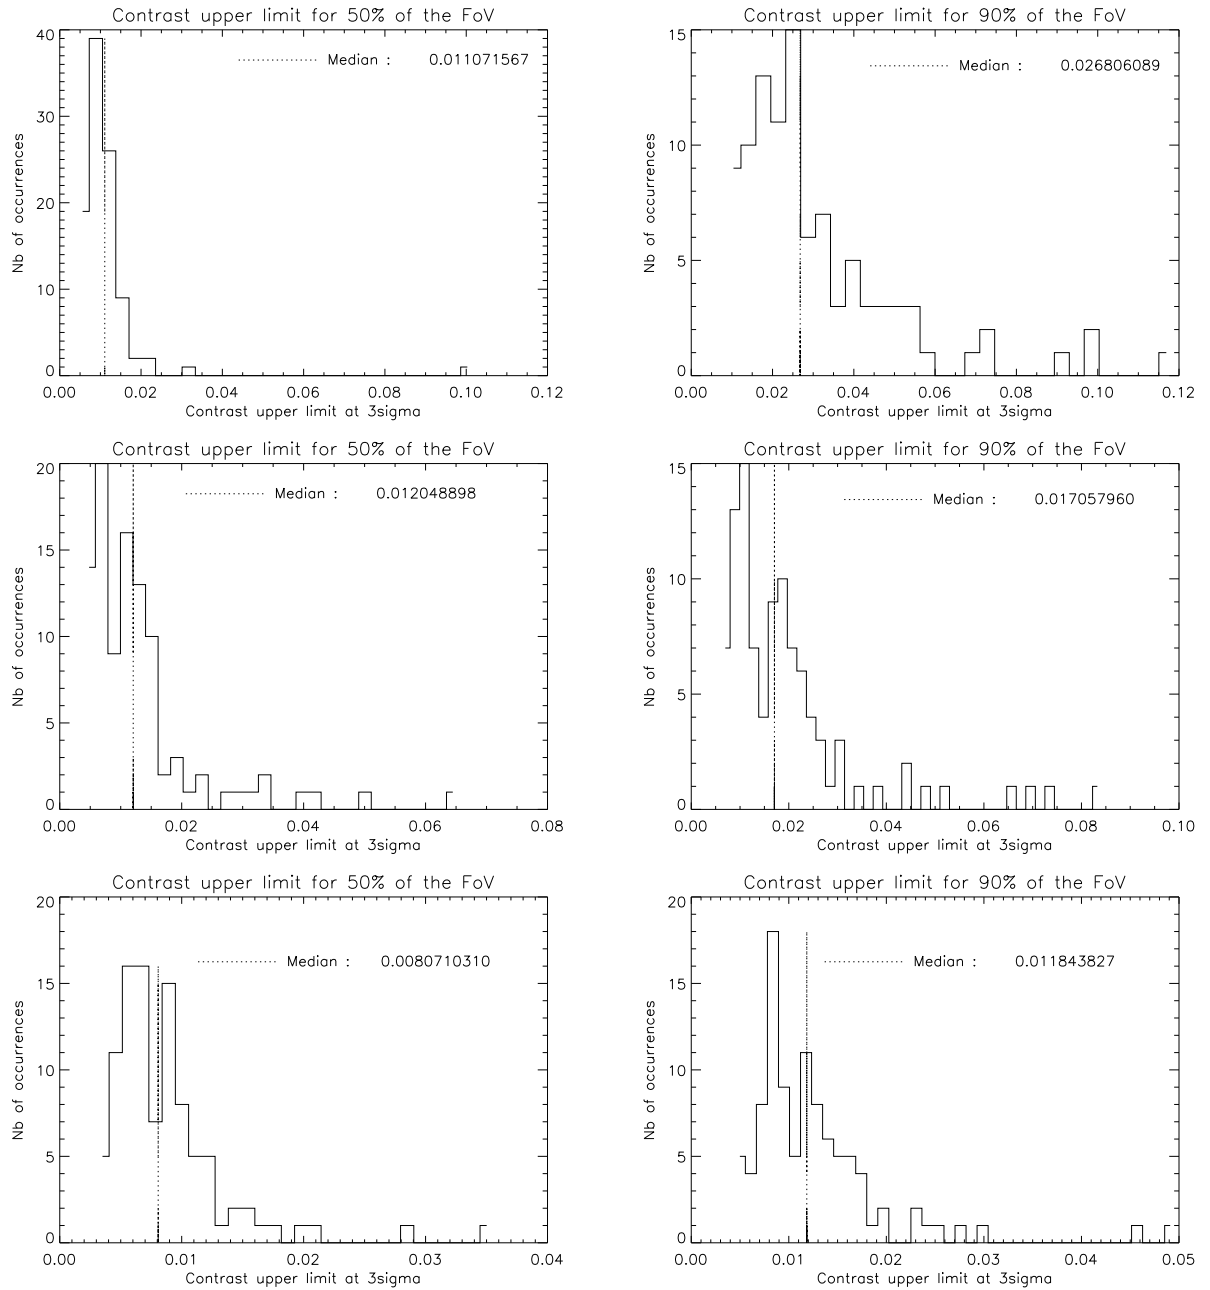 Contrast upper limit for 50% of the FoV
Median : 0.011071567
Nb of occurrences
40
30
20
10
0
0.00 0.02 0.04 0.06 0.08 0.10 0.12
Contrast upper limit at 3sigma
Contrast upper limit for 90% of the FoV
Median : 0.026806089
Nb of occurrences
15
10
5
0
0.00 0.02 0.04 0.06 0.08 0.10 0.12
Contrast upper limit at 3sigma
Contrast upper limit for 50% of the FoV
Median : 0.012048898
Nb of occurrences
20
15
10
5
0
0.00 0.02 0.04 0.06 0.08
Contrast upper limit at 3sigma
Contrast upper limit for 90% of the FoV
Median : 0.017057960
Nb of occurrences
15
10
5
0
0.00 0.02 0.04 0.06 0.08 0.10
Contrast upper limit at 3sigma
Contrast upper limit for 50% of the FoV
Median : 0.0080710310
Nb of occurrences
20
15
10
5
0
0.00 0.01 0.02 0.03 0.04
Contrast upper limit at 3sigma
Contrast upper limit for 90% of the FoV
Median : 0.011843827
Nb of occurrences
20
15
10
5
0
0.00 0.01 0.02 0.03 0.04 0.05
Contrast upper limit at 3sigma